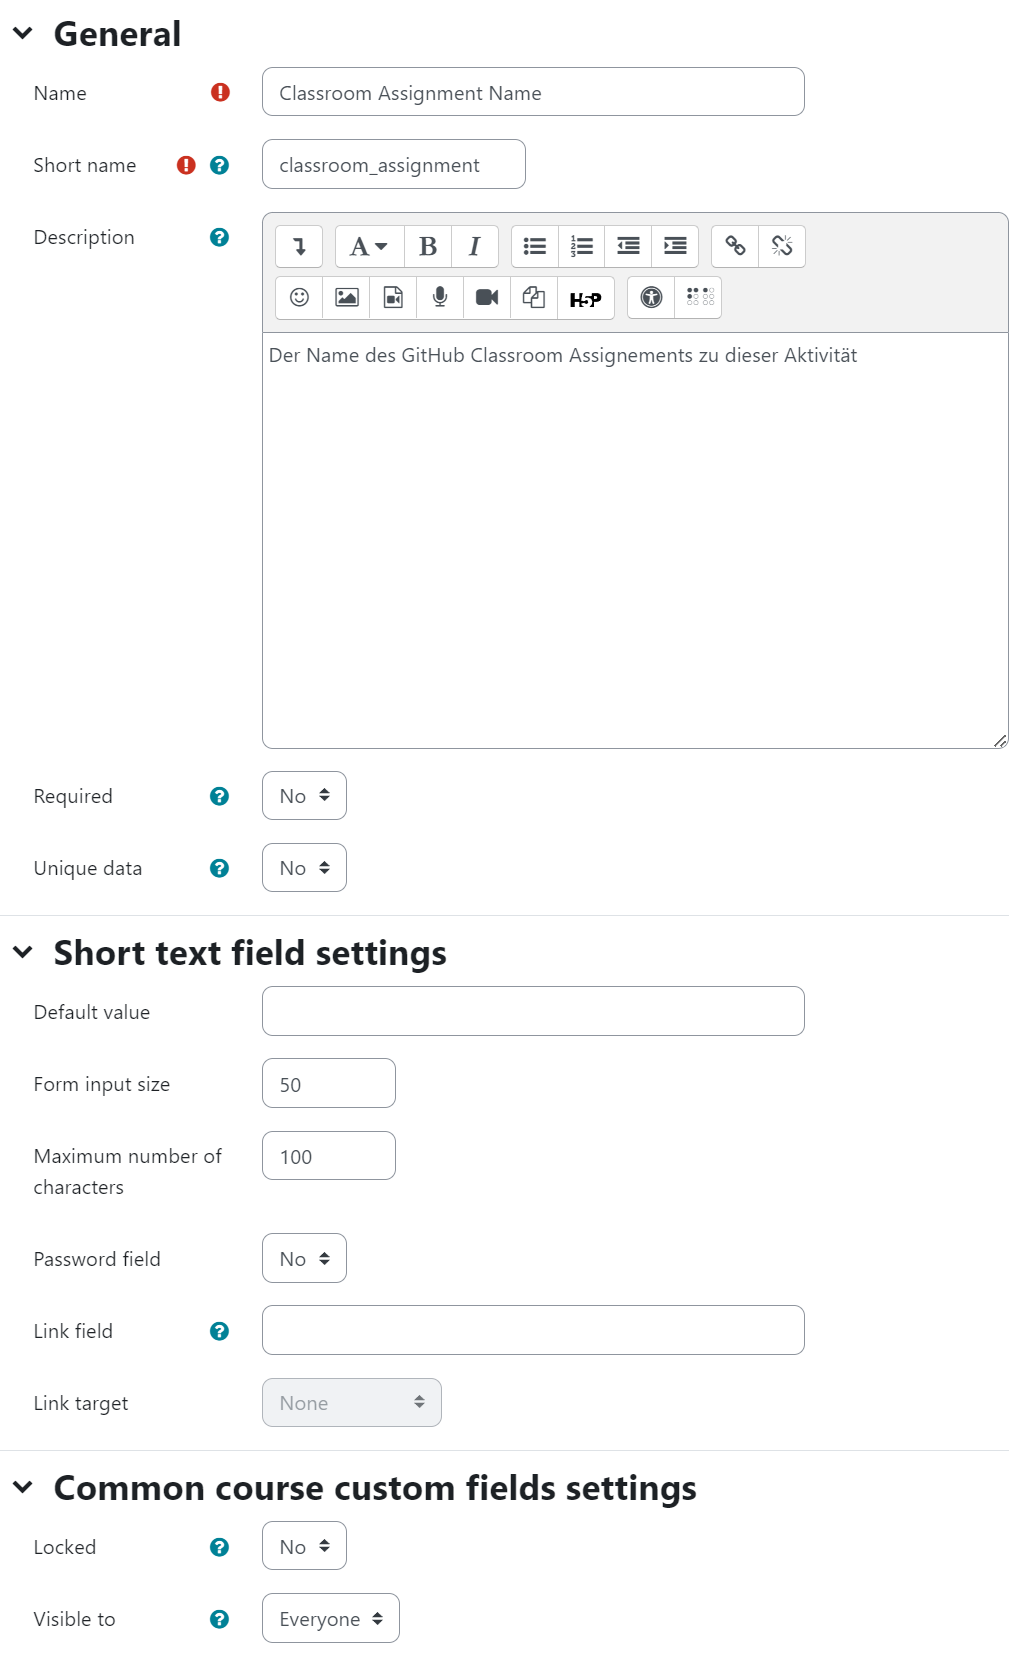 General
Name
Classroom Assignment Name
Short name
classroom_assignment
Description
A B I
H5P
Der Name des GitHub Classroom Assignements zu dieser Aktivität
Required
No
Unique data
No
Short text field settings
Default value
Form input size
50
Maximum number of
characters
100
Password field
No
Link field
Link target
None
Common course custom fields settings
Locked
No
Visible to
Everyone